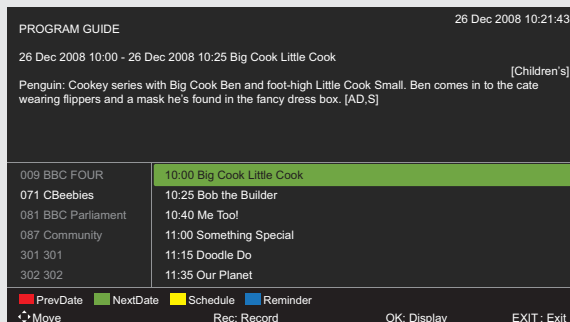 PROGRAM GUIDE
26 Dec 2008 10:21:43
26 Dec 2008 10:00 - 26 Dec 2008 10:25 Big Cook Little Cook
[Children's]
Penguin: Cookey series with Big Cook Ben and foot-high Little Cook Small. Ben comes in to the cate
wearing flippers and a mask he's found in the fancy dress box. [AD,S]
009 BBC FOUR 10:00 Big Cook Little Cook
071 CBeebies 10:25 Bob the Builder
081 BBC Parliament 10:40 Me Too!
087 Community 11:00 Something Special
301 301 11:15 Doodle Do
302 302 11:35 Our Planet
PrevDate NextDate Schedule Reminder
Move Rec: Record OK: Display EXIT : Exit